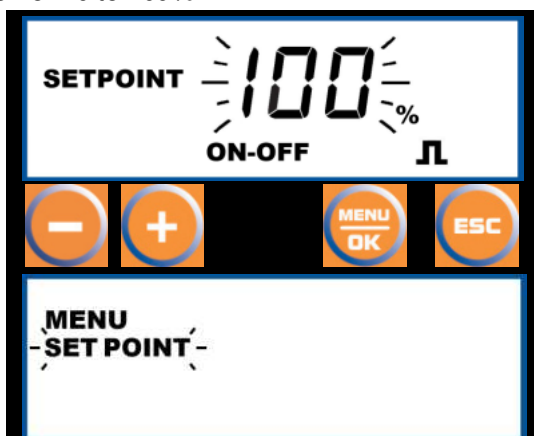 SETPOINT 100 %
ON-OFF
- +
MENU
OK
ESC
MENU
SET POINT